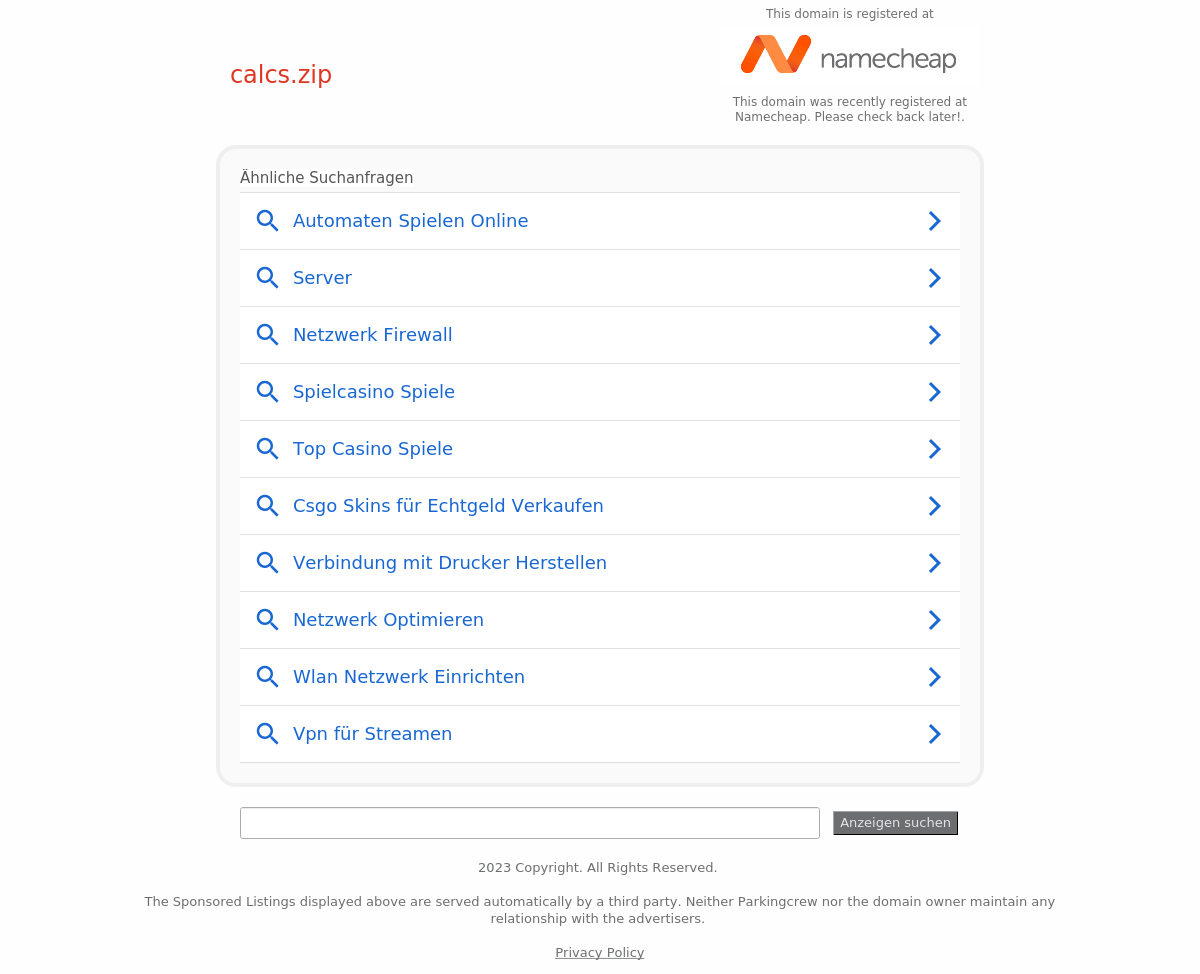 This domain is registered at
namecheap
calcs.zip
This domain was recently registered at
Namecheap. Please check back later!.
Ähnliche Suchanfragen
Automaten Spielen Online
Server
Netzwerk Firewall
Spielcasino Spiele
Top Casino Spiele
Csgo Skins für Echtgeld Verkaufen
Verbindung mit Drucker Herstellen
Netzwerk Optimieren
Wlan Netzwerk Einrichten
Vpn für Streamen
Anzeigen suchen
2023 Copyright. All Rights Reserved.
The Sponsored Listings displayed above are served automatically by a third party. Neither Parkingcrew nor the domain owner maintain any
relationship with the advertisers.
Privacy Policy